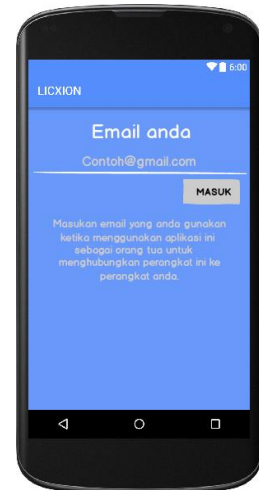 6:00
LICXION
Email anda
Contoh@gmail.com
MASUK
Masukan email yang anda gunakan
ketika menggunakan aplikasi ini
sebagai orang tua untuk
menghubungkan perangkat ini ke
perangkat anda.